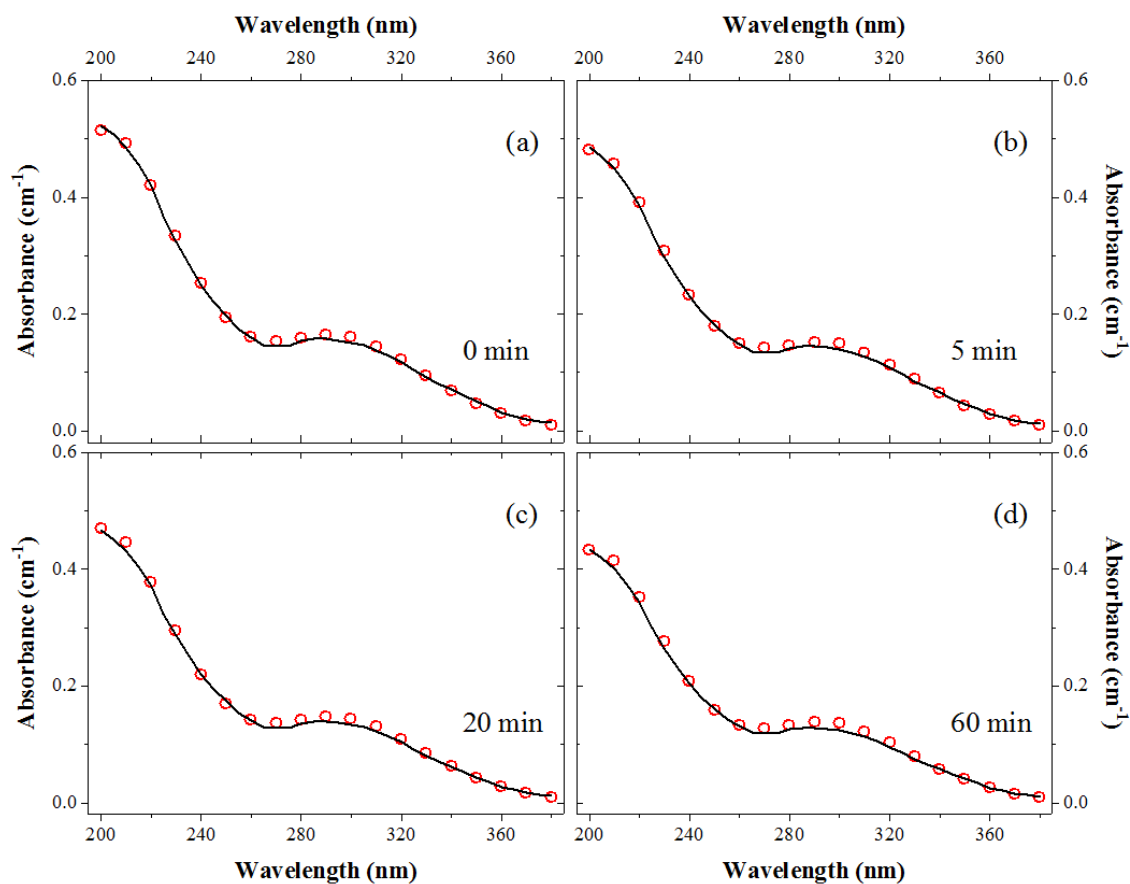 Wavelength (nm) Wavelength (nm)
200 240 280 320 360 200 240 280 320 360
0.6 0.6
(a) (b)
0.4 0.4
Absorbance (cm⁻¹) Absorbance (cm⁻¹)
0.2 0.2
0 min 5 min
0.0 0.0
0.6 0.6
(c) (d)
0.4 0.4
Absorbance (cm⁻¹) Absorbance (cm⁻¹)
0.2 0.2
20 min 60 min
0.0 0.0
200 240 280 320 360 200 240 280 320 360
Wavelength (nm) Wavelength (nm)